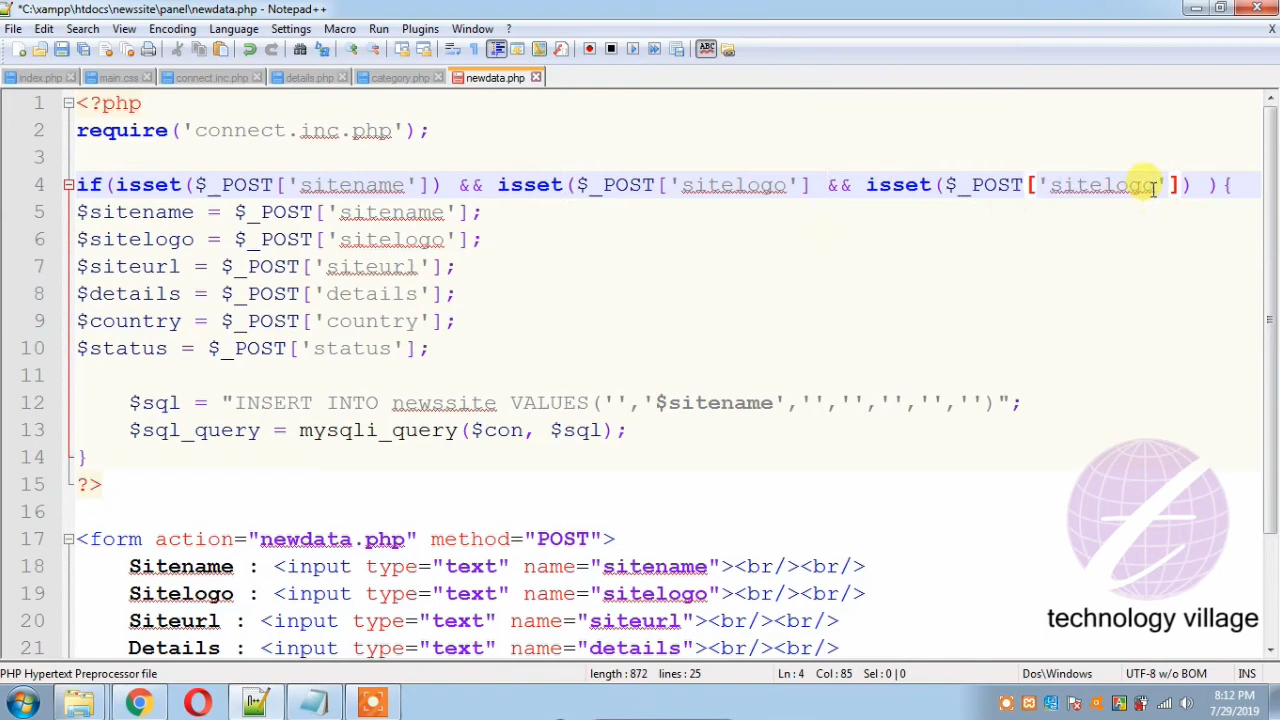 *C:\xampp\htdocs\newssite\panel\newdata.php - Notepad++
File Edit Search View Encoding Language Settings Macro Run Plugins Window ? X
index.php main.css connect.inc.php details.php category.php newdata.php
1 <?php
2 require('connect.inc.php');
3
4 if(isset($_POST['sitename']) && isset($_POST['sitelogo'] && isset($_POST['sitelogo']) ){
5 $sitename = $_POST['sitename'];
6 $sitelogo = $_POST['sitelogo'];
7 $siteurl = $_POST['siteurl'];
8 $details = $_POST['details'];
9 $country = $_POST['country'];
10 $status = $_POST['status'];
11
12 $sql = "INSERT INTO newssite VALUES('','$sitename','','','','','')";
13 $sql_query = mysqli_query($con, $sql);
14 }
15 ?>
16
17 <form action="newdata.php" method="POST">
18 Sitename : <input type="text" name="sitename"><br/><br/>
19 Sitelogo : <input type="text" name="sitelogo"><br/><br/>
20 Siteurl : <input type="text" name="siteurl"><br/><br/>
21 Details : <input type="text" name="details"><br/><br/>
technology village
PHP Hypertext Preprocessor file length : 872 lines : 25 Ln : 4 Col : 85 Sel : 0 | 0 Dos\Windows UTF-8 w/o BOM INS
8:12 PM
7/29/2019